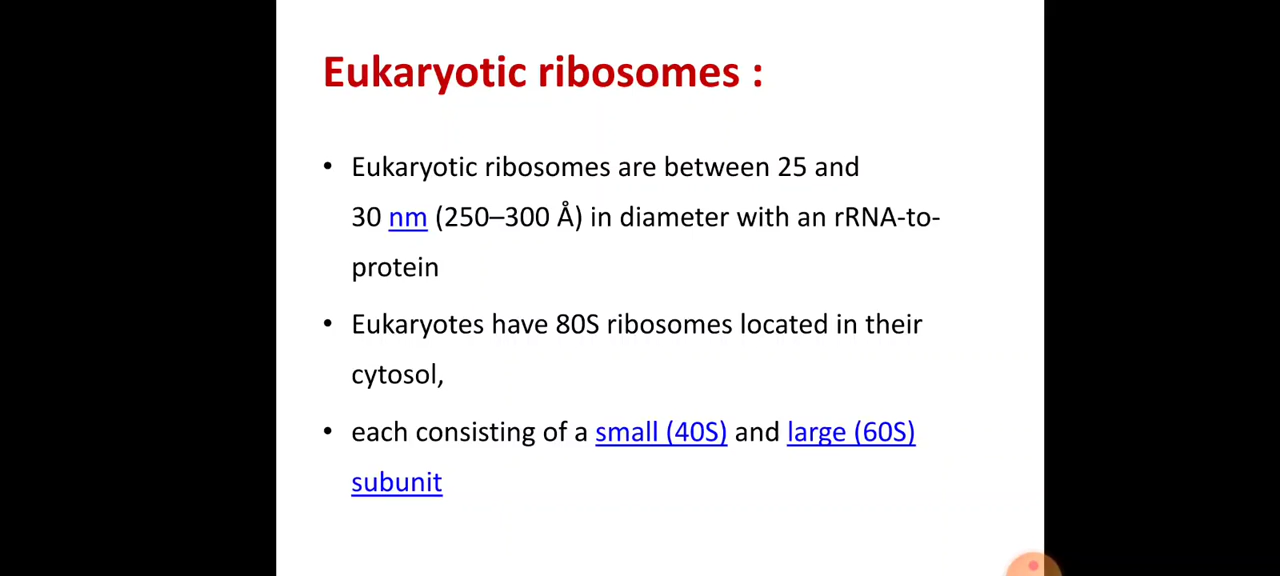 Eukaryotic ribosomes :
• Eukaryotic ribosomes are between 25 and
30 nm (250–300 Å) in diameter with an rRNA-to-
protein
• Eukaryotes have 80S ribosomes located in their
cytosol,
• each consisting of a small (40S) and large (60S)
subunit